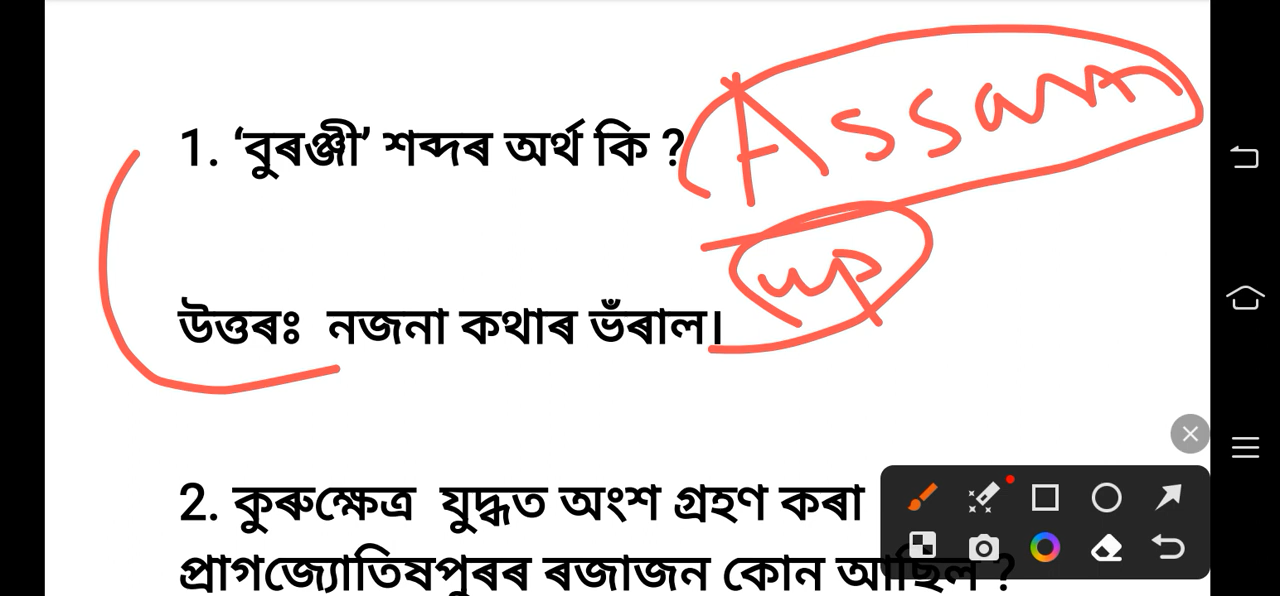 1. ‘বুৰঞ্জী’ শব্দৰ অৰ্থ কি ? Assam
up
উত্তৰঃ নজনা কথাৰ ভঁৰাল।
2. কুৰুক্ষেত্ৰ যুদ্ধত অংশ গ্ৰহণ কৰা
প্ৰাগজ্যোতিষপুৰৰ ৰজাজন কোন আছিল ?